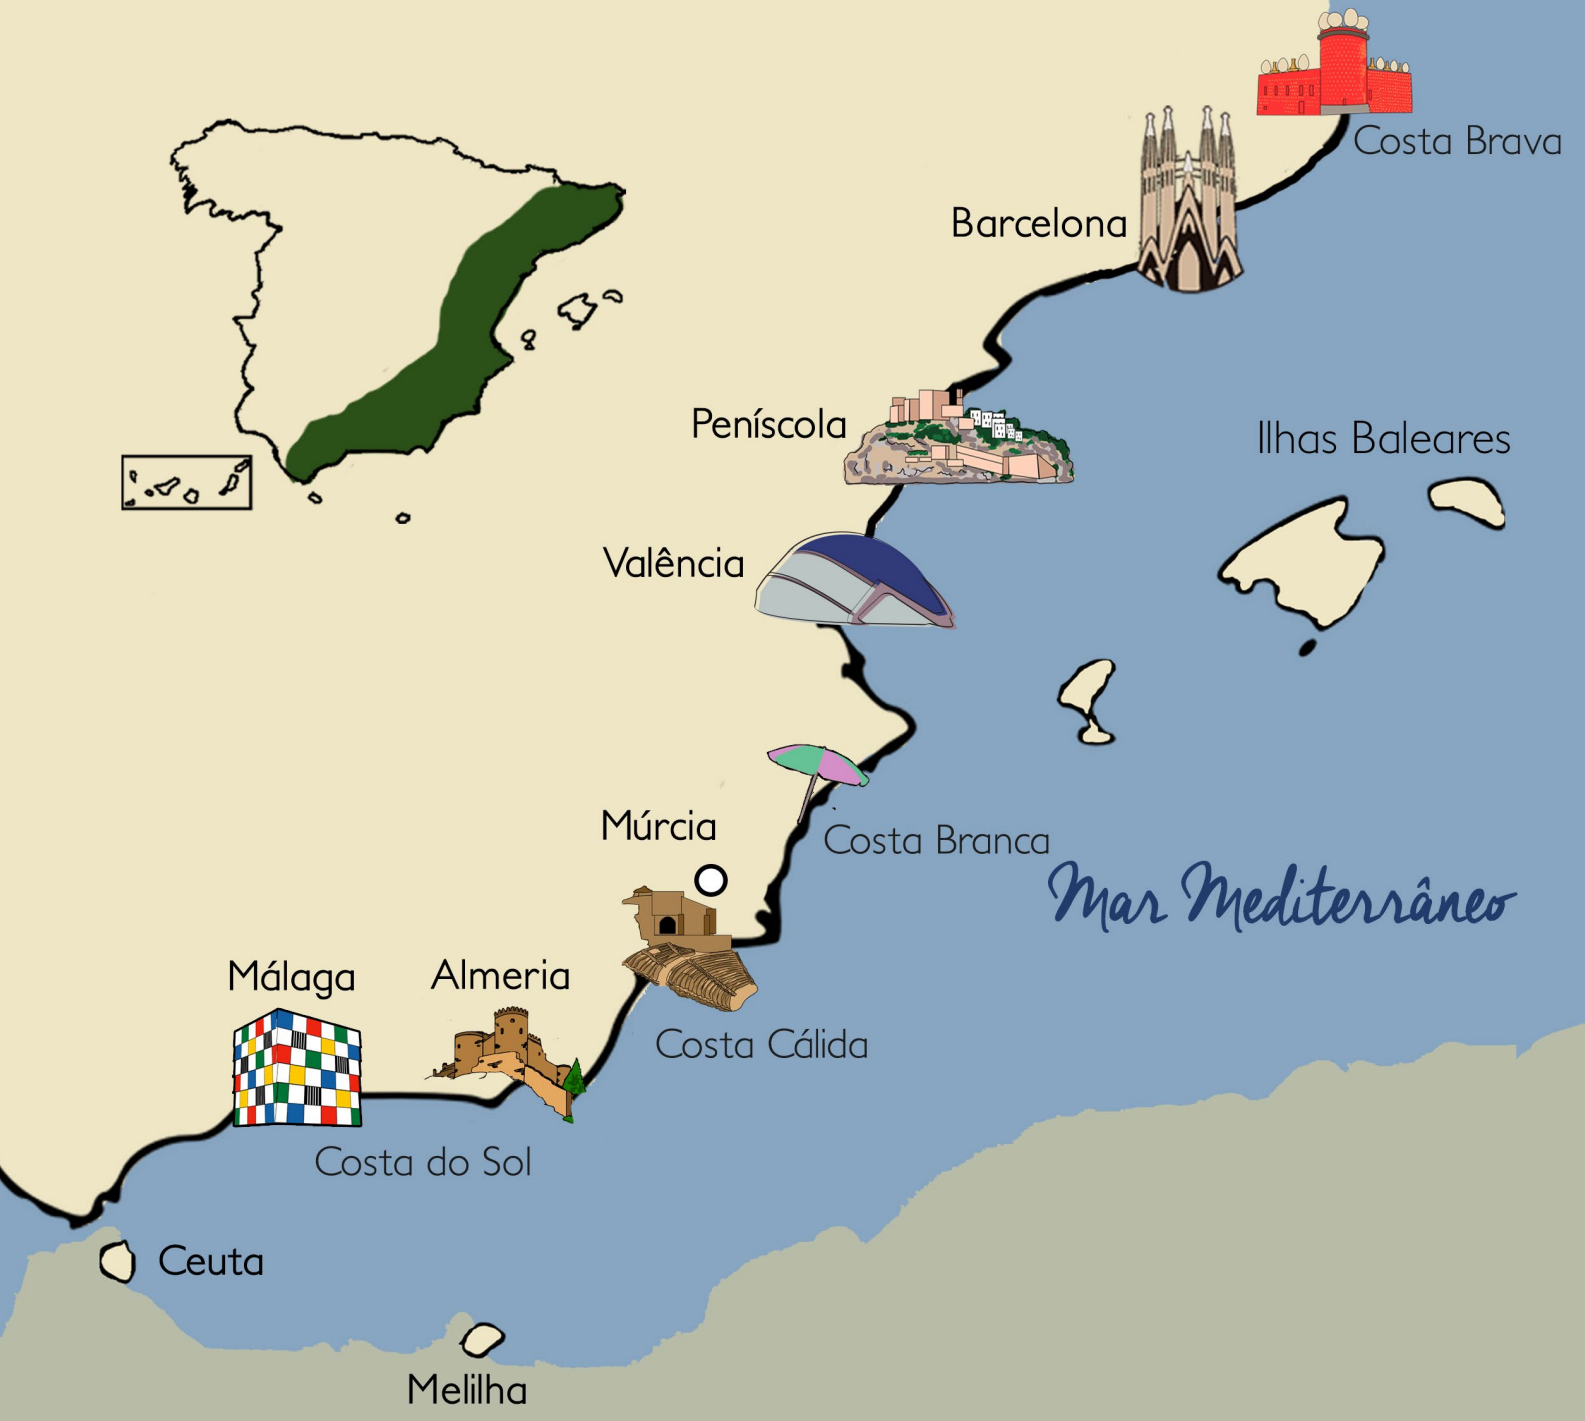 Costa Brava
Barcelona
Peníscola
Ilhas Baleares
Valência
Múrcia
Costa Branca
Mar Mediterrâneo
Málaga
Almeria
Costa Cálida
Costa do Sol
Ceuta
Melilha